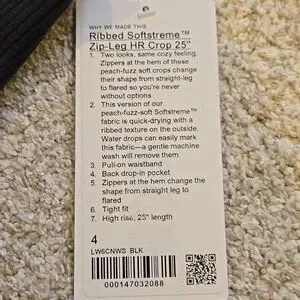 WHY WE MADE THIS
Ribbed Softstreme™
Zip-Leg HR Crop 25"
1. Two looks, same cozy feeling.
Zippers at the hem of these
peach-fuzz-soft crops change
their shape from straight-leg
to flared so you're never
without options
2. This version of our
peach-fuzz-soft Softstreme™
fabric is quick-drying with a
ribbed texture on the outside.
Water drops can easily mark
this fabric—a gentle machine
wash will remove them
3. Pull-on waistband
4. Back drop-in pocket
5. Zippers at the hem change the
shape from straight leg to
flared
6. Tight fit
7. High rise, 25" length
4
LW6CNWS BLK
000147032088